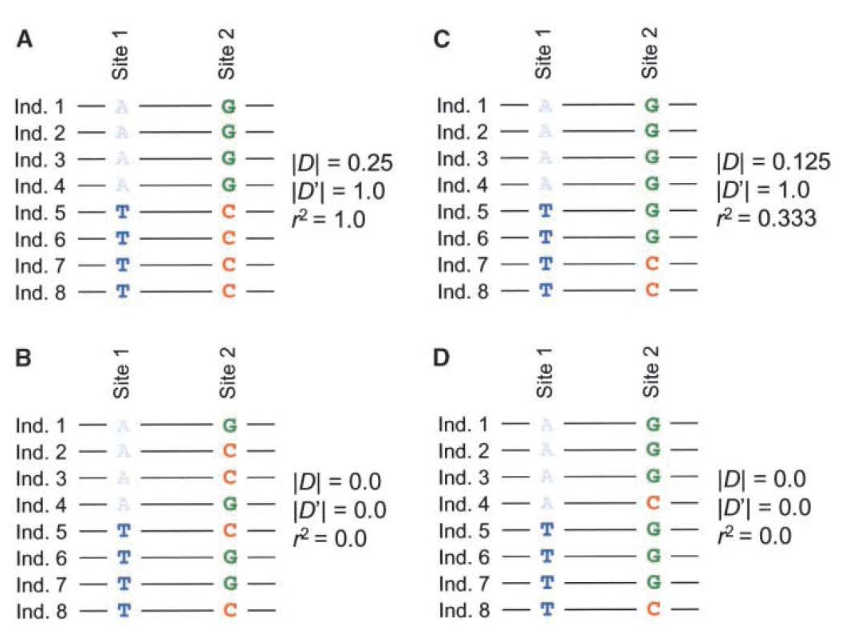 A
Site 1 Site 2
Ind. 1 A G
Ind. 2 A G
Ind. 3 A G
Ind. 4 A G
Ind. 5 T C
Ind. 6 T C
Ind. 7 T C
Ind. 8 T C
|D| = 0.25
|D'| = 1.0
r² = 1.0
B
Site 1 Site 2
Ind. 1 A G
Ind. 2 A C
Ind. 3 A C
Ind. 4 A G
Ind. 5 T C
Ind. 6 T G
Ind. 7 T G
Ind. 8 T C
|D| = 0.0
|D'| = 0.0
r² = 0.0
C
Site 1 Site 2
Ind. 1 A G
Ind. 2 A G
Ind. 3 A G
Ind. 4 A G
Ind. 5 T G
Ind. 6 T G
Ind. 7 T C
Ind. 8 T C
|D| = 0.125
|D'| = 1.0
r² = 0.333
D
Site 1 Site 2
Ind. 1 A G
Ind. 2 A G
Ind. 3 A G
Ind. 4 A C
Ind. 5 T G
Ind. 6 T G
Ind. 7 T G
Ind. 8 T C
|D| = 0.0
|D'| = 0.0
r² = 0.0